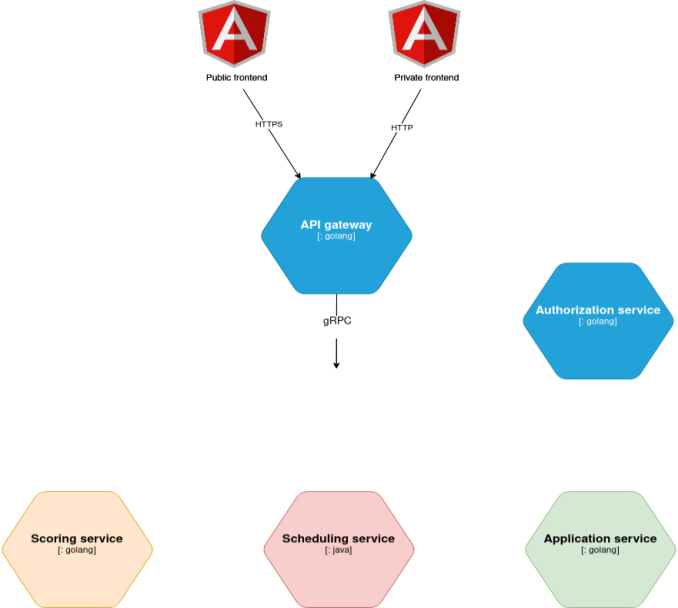 Public frontend
Private frontend
HTTPS
HTTP
API gateway
[: golang]
gRPC
Authorization service
[: golang]
Scoring service
[: golang]
Scheduling service
[: java]
Application service
[: golang]